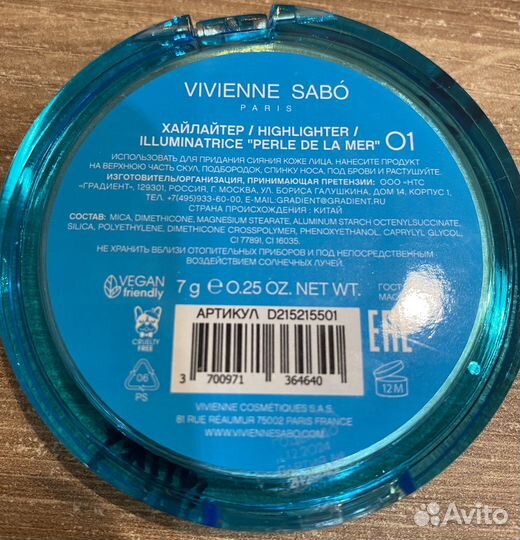 VIVIENNE SABÓ
PARIS
ХАЙЛАЙТЕР / HIGHLIGHTER /
ILLUMINATRICE "PERLE DE LA MER" 01
ИСПОЛЬЗОВАТЬ ДЛЯ ПРИДАНИЯ СИЯНИЯ КОЖЕ ЛИЦА. НАНЕСИТЕ ПРОДУКТ
НА ВЕРХНЮЮ ЧАСТЬ СКУЛ, ПОДБОРОДОК, СПИНКУ НОСА, ПОД БРОВИ И РАСТУШУЙТЕ.
ИЗГОТОВИТЕЛЬ/ОРГАНИЗАЦИЯ, ПРИНИМАЮЩАЯ ПРЕТЕНЗИИ: ООО «НТС
«ГРАДИЕНТ», 129301, РОССИЯ, Г. МОСКВА, УЛ. БОРИСА ГАЛУШКИНА, ДОМ 14, КОРПУС 1,
ТЕЛ. +7(495)933-60-00, E-MAIL:GRADIENT@GRADIENT.RU
СТРАНА ПРОИСХОЖДЕНИЯ : КИТАЙ
СОСТАВ: MICA, DIMETHICONE, MAGNESIUM STEARATE, ALUMINUM STARCH OCTENYLSUCCINATE,
SILICA, POLYETHYLENE, DIMETHICONE CROSSPOLYMER, PHENOXYETHANOL, CAPRYLYL GLYCOL,
CI 77891, CI 16035.
НЕ ХРАНИТЬ ВБЛИЗИ ОТОПИТЕЛЬНЫХ ПРИБОРОВ И ПОД НЕПОСРЕДСТВЕННЫМ
ВОЗДЕЙСТВИЕМ СОЛНЕЧНЫХ ЛУЧЕЙ.
VEGAN
friendly
7 g ℮ 0.25 OZ. NET WT.
ГОСТ
МАС
CRUELTY
FREE
АРТИКУЛ D215215501
3 700971 364640
EAC
06
PS
12 M
VIVIENNE COSMÉTIQUES S.A.S.
81 RUE RÉAUMUR 75002 PARIS FRANCE
WWW.VIVIENNESABO.COM
Avito